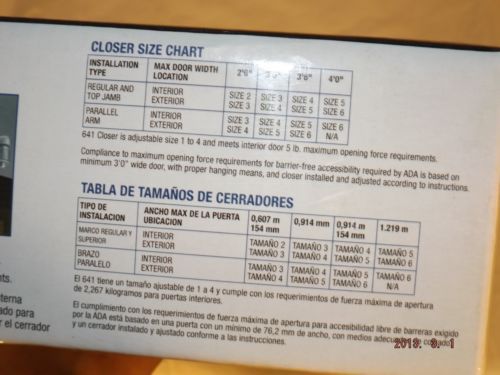 CLOSER SIZE CHART
INSTALLATION TYPE MAX DOOR WIDTH LOCATION 2'6" 3'0" 3'6" 4'0"
REGULAR AND TOP JAMB INTERIOR SIZE 2 SIZE 3 SIZE 4 SIZE 5
EXTERIOR SIZE 3 SIZE 4 SIZE 5 SIZE 6
PARALLEL ARM INTERIOR SIZE 3 SIZE 4 SIZE 5 SIZE 6
EXTERIOR SIZE 4 SIZE 5 SIZE 6 N/A
641 Closer is adjustable size 1 to 4 and meets interior door 5 lb. maximum opening force requirements.
Compliance to maximum opening force requirements for barrier-free accessibility required by ADA is based on
minimum 3'0" wide door, with proper hanging means, and closer installed and adjusted according to instructions.
TABLA DE TAMAÑOS DE CERRADORES
TIPO DE INSTALACION ANCHO MAX DE LA PUERTA UBICACION 0,607 m 154 mm 0,914 mm 0,914 m 154 mm 1.219 m
MARCO REGULAR Y SUPERIOR INTERIOR TAMAÑO 2 TAMAÑO 3 TAMAÑO 4 TAMAÑO 5
EXTERIOR TAMAÑO 3 TAMAÑO 4 TAMAÑO 5 TAMAÑO 6
BRAZO PARALELO INTERIOR TAMAÑO 3 TAMAÑO 4 TAMAÑO 5 TAMAÑO 6
EXTERIOR TAMAÑO 4 TAMAÑO 5 TAMAÑO 6 N/A
El 641 tiene un tamaño ajustable de 1 a 4 y cumple con los requerimientos de fuerza máxima de apertura
de 2,267 kilogramos para puertas interiores.
El cumplimiento con los requerimientos de fuerza máxima de apertura para accesibilidad libre de barreras exigido
por la ADA está basado en una puerta con un mínimo de 76,2 mm de ancho, con medios adecuados de
y un cerrador instalado y ajustado conforme a las instrucciones.
nts.
terna
ado para
r el cerrador